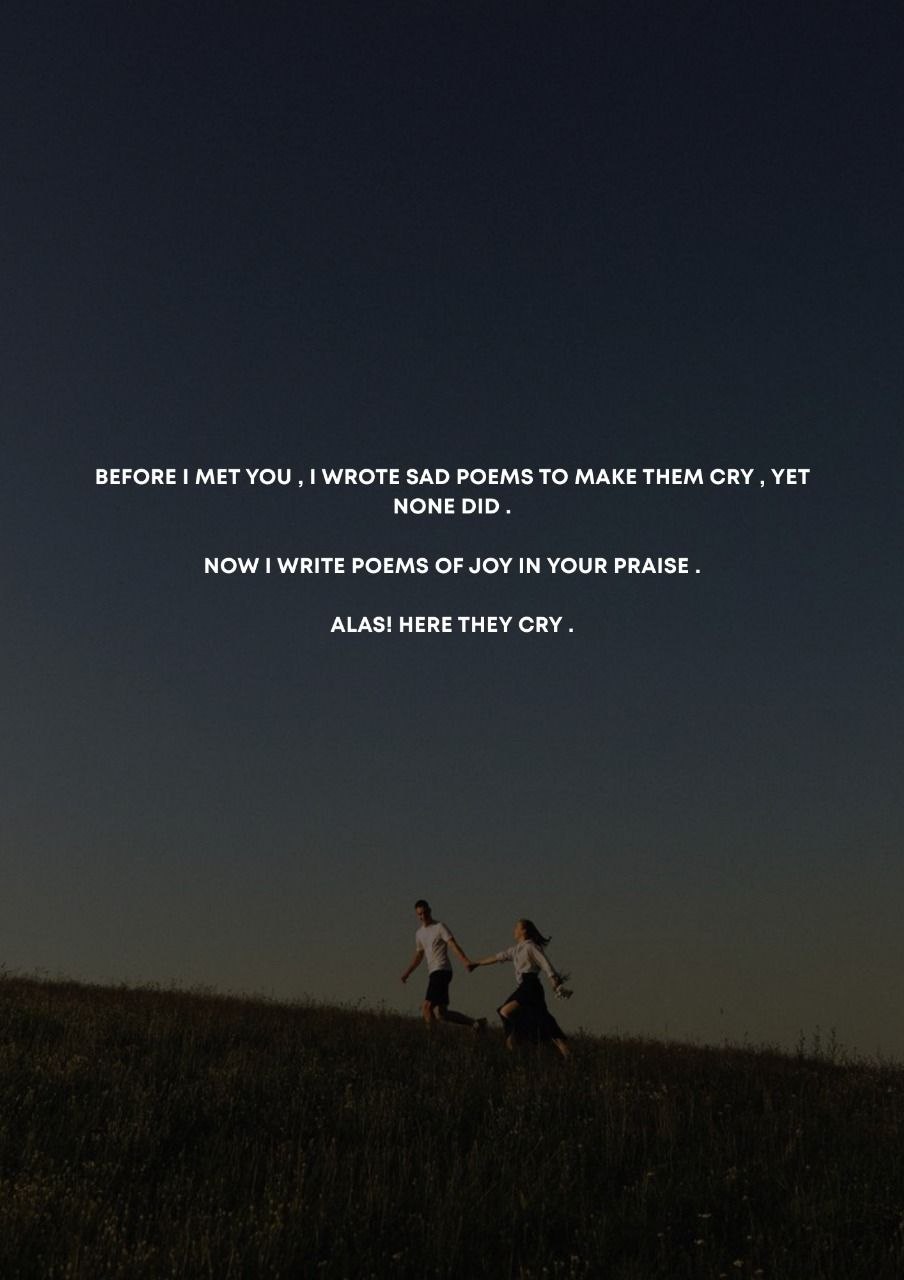 BEFORE I MET YOU , I WROTE SAD POEMS TO MAKE THEM CRY , YET
NONE DID .
NOW I WRITE POEMS OF JOY IN YOUR PRAISE .
ALAS! HERE THEY CRY .